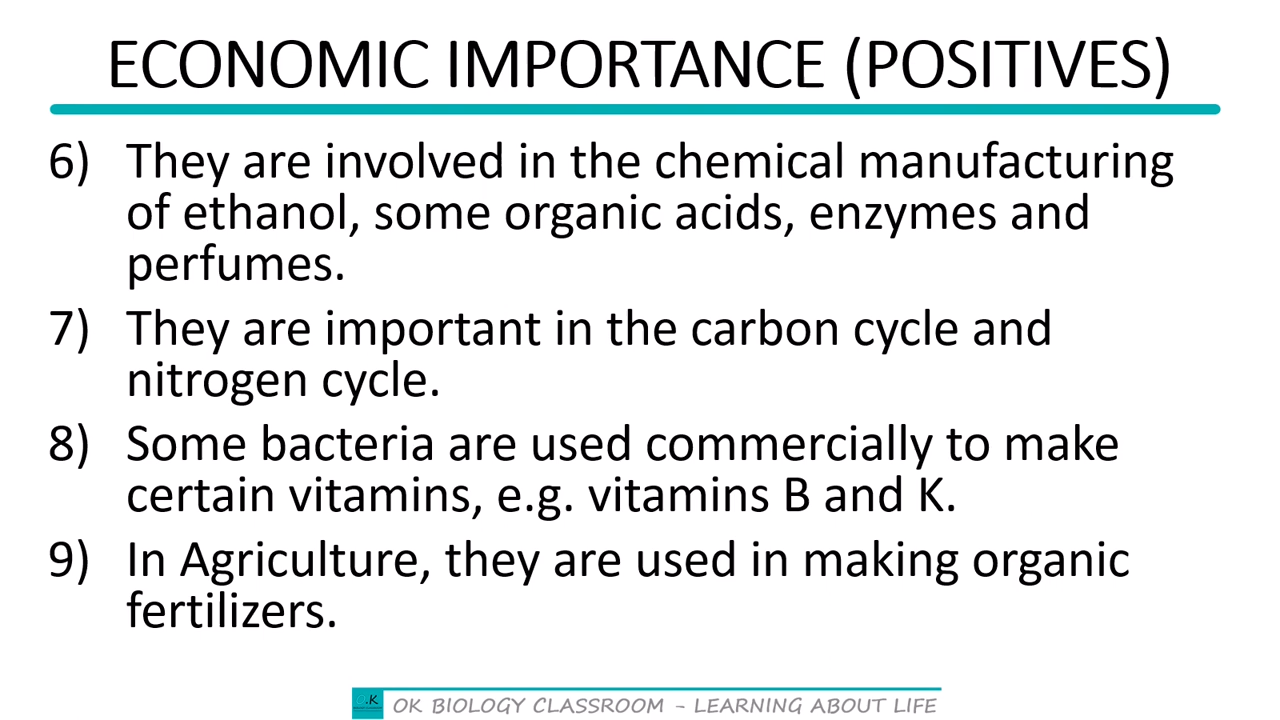 ECONOMIC IMPORTANCE (POSITIVES)
6) They are involved in the chemical manufacturing
of ethanol, some organic acids, enzymes and
perfumes.
7) They are important in the carbon cycle and
nitrogen cycle.
8) Some bacteria are used commercially to make
certain vitamins, e.g. vitamins B and K.
9) In Agriculture, they are used in making organic
fertilizers.
OK BIOLOGY CLASSROOM - LEARNING ABOUT LIFE